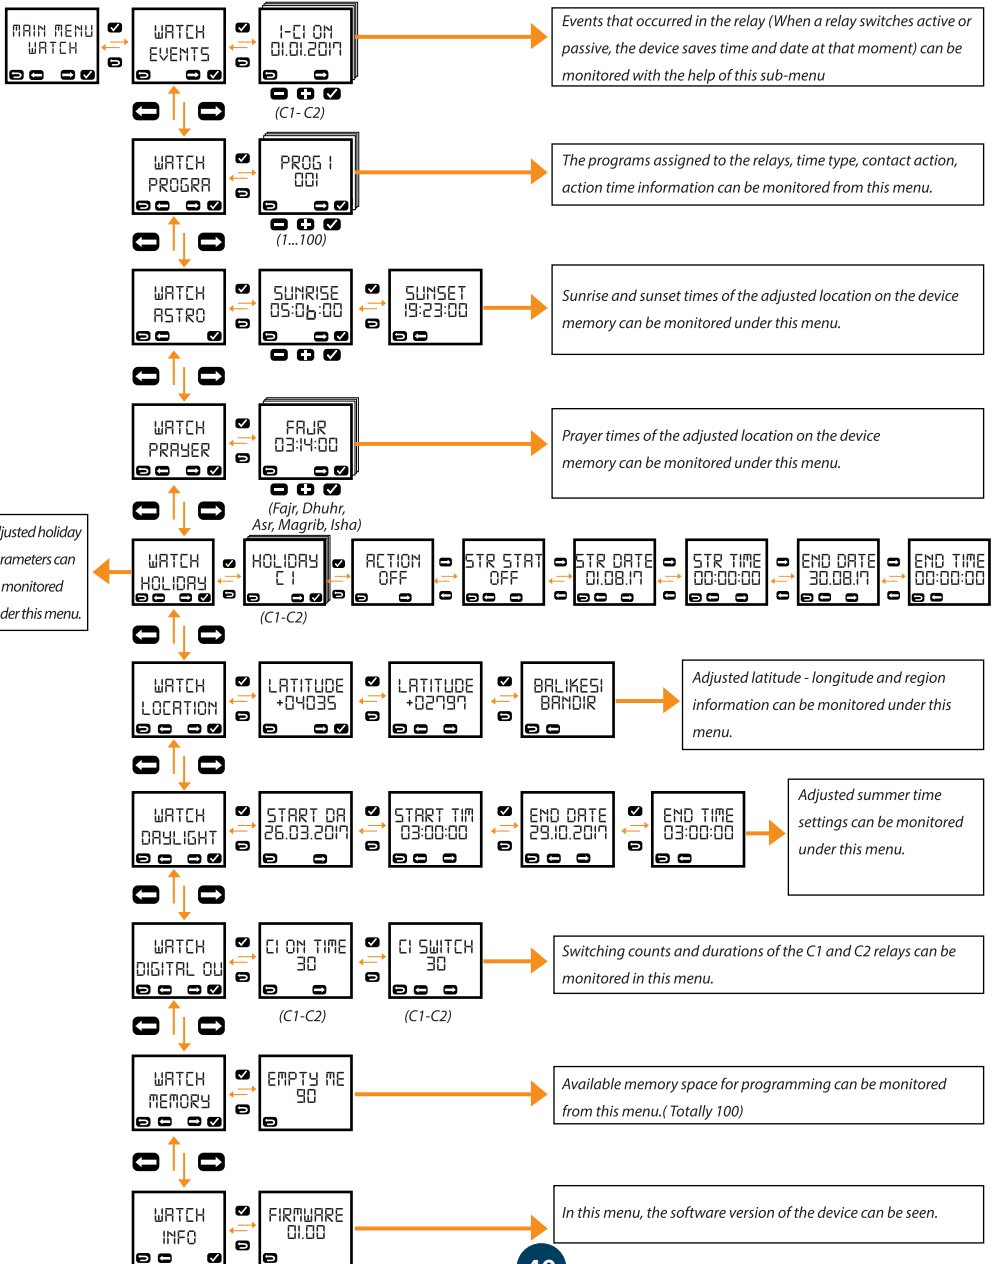 MAIN MENU
WATCH
WATCH
EVENTS
1-C1 ON
01.01.2017
(C1- C2)
Events that occurred in the relay (When a relay switches active or
passive, the device saves time and date at that moment) can be
monitored with the help of this sub-menu
WATCH
PROGRA
PROG 1
001
(1...100)
The programs assigned to the relays, time type, contact action,
action time information can be monitored from this menu.
WATCH
ASTRO
SUNRISE
05:06:00
SUNSET
19:23:00
Sunrise and sunset times of the adjusted location on the device
memory can be monitored under this menu.
WATCH
PRAYER
FAJR
03:14:00
(Fajr, Dhuhr,
Asr, Magrib, Isha)
Prayer times of the adjusted location on the device
memory can be monitored under this menu.
holiday
can
monitored
this menu.
WATCH
HOLIDAY
HOLIDAY
C1
(C1-C2)
ACTION
OFF
STR STAT
OFF
STR DATE
01.08.17
STR TIME
00:00:00
END DATE
30.08.17
END TIME
00:00:00
WATCH
LOCATION
LATITUDE
+04035
LATITUDE
+02797
BALIKESI
BANDIR
Adjusted latitude - longitude and region
information can be monitored under this
menu.
WATCH
DAYLIGHT
START DA
26.03.2017
START TIM
03:00:00
END DATE
29.10.2017
END TIME
03:00:00
Adjusted summer time
settings can be monitored
under this menu.
WATCH
DIGITAL OU
C1 ON TIME
30
(C1-C2)
C1 SWITCH
30
(C1-C2)
Switching counts and durations of the C1 and C2 relays can be
monitored in this menu.
WATCH
MEMORY
EMPTY ME
90
Available memory space for programming can be monitored
from this menu.( Totally 100)
WATCH
INFO
FIRMWARE
01.00
In this menu, the software version of the device can be seen.